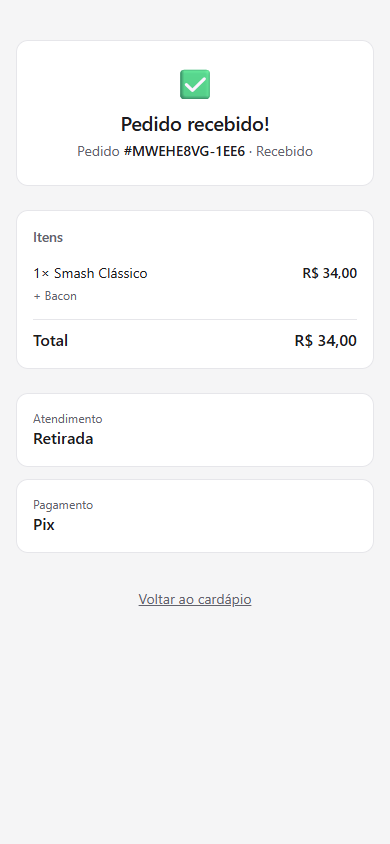 Pedido recebido!
Pedido #MWEHE8VG-1EE6 · Recebido
Itens
1× Smash Clássico R$ 34,00
+ Bacon
Total R$ 34,00
Atendimento
Retirada
Pagamento
Pix
Voltar ao cardápio